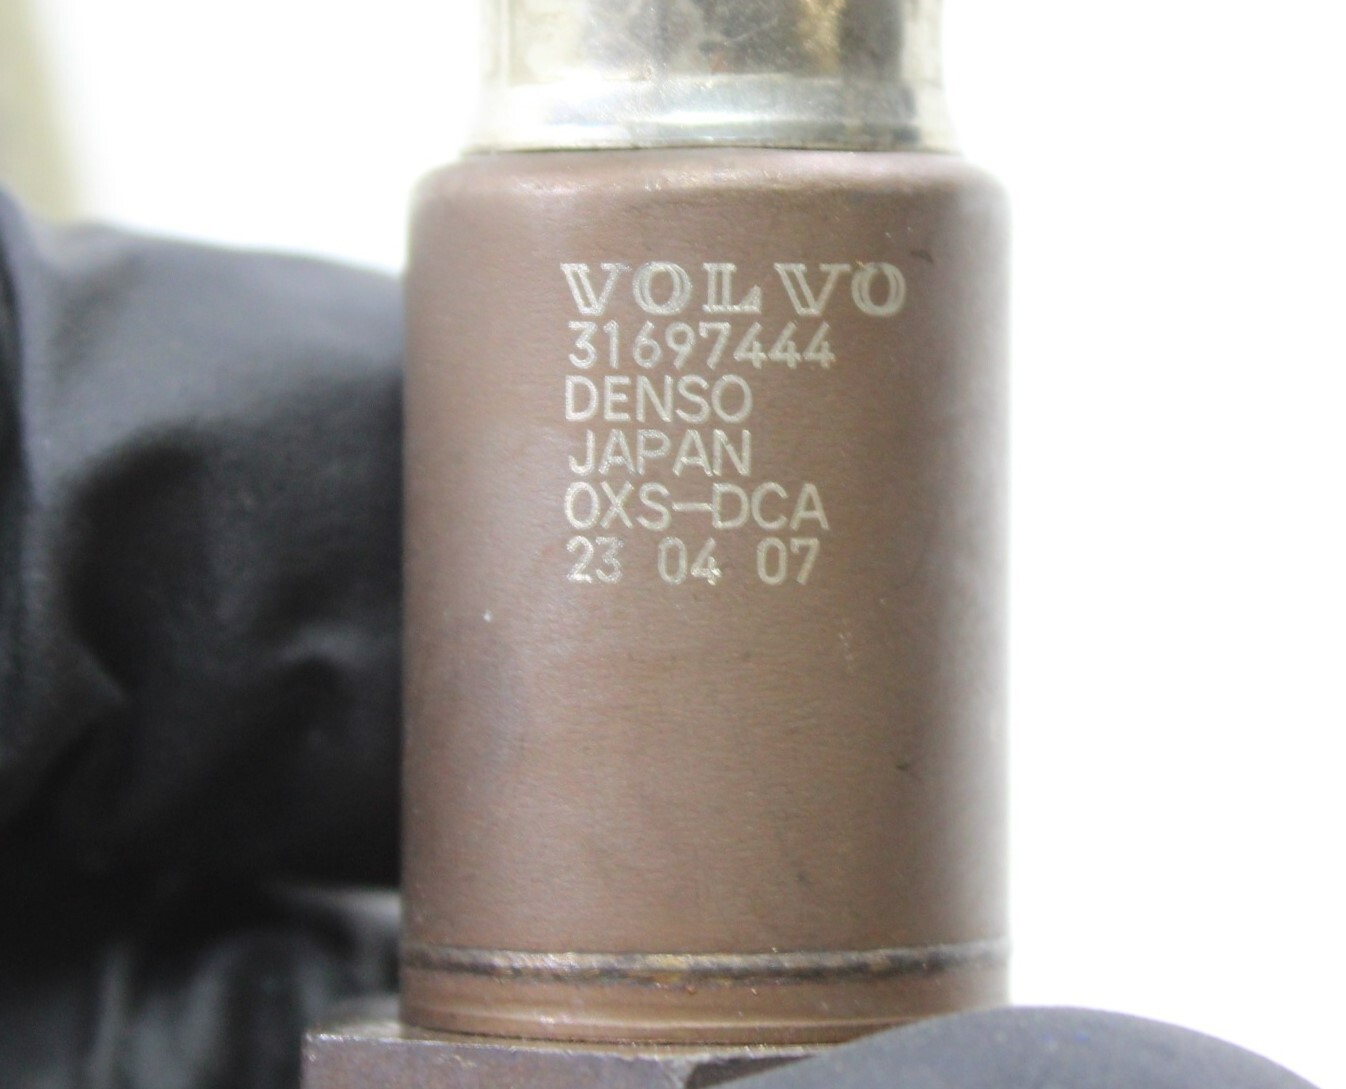 VOLVO
31697444
DENSO
JAPAN
OXS-DCA
23 04 07